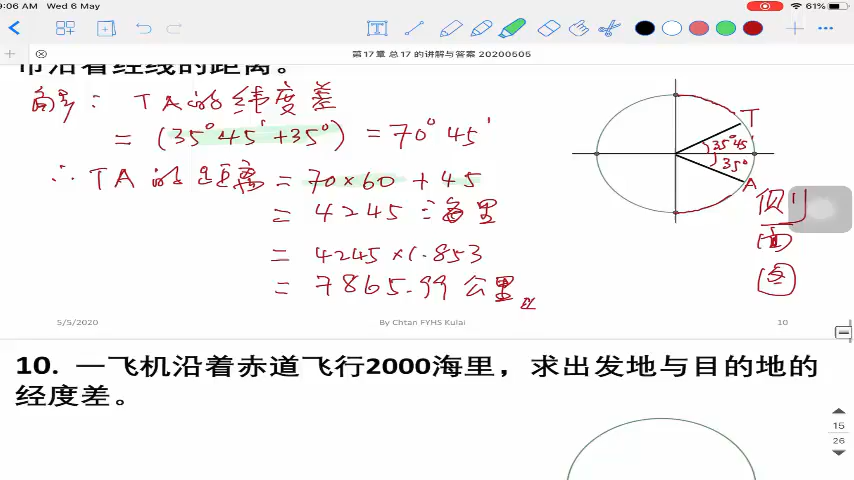 9:06 AM Wed 6 May
61%
第17章 总17 的讲解与答案 20200505
市沿着经线的距离。
解: TA的纬度差
= (35°45'+35°) = 70°45'
∴ TA的距离 = 70×60 + 45
= 4245 海里
= 4245 × 1.853
= 7865.99 公里
T
35°45'
35°
A
侧
面
图
5/5/2020
By Chtan FYHS Kulai
10
10. 一飞机沿着赤道飞行2000海里，求出发地与目的地的
经度差。
15
26